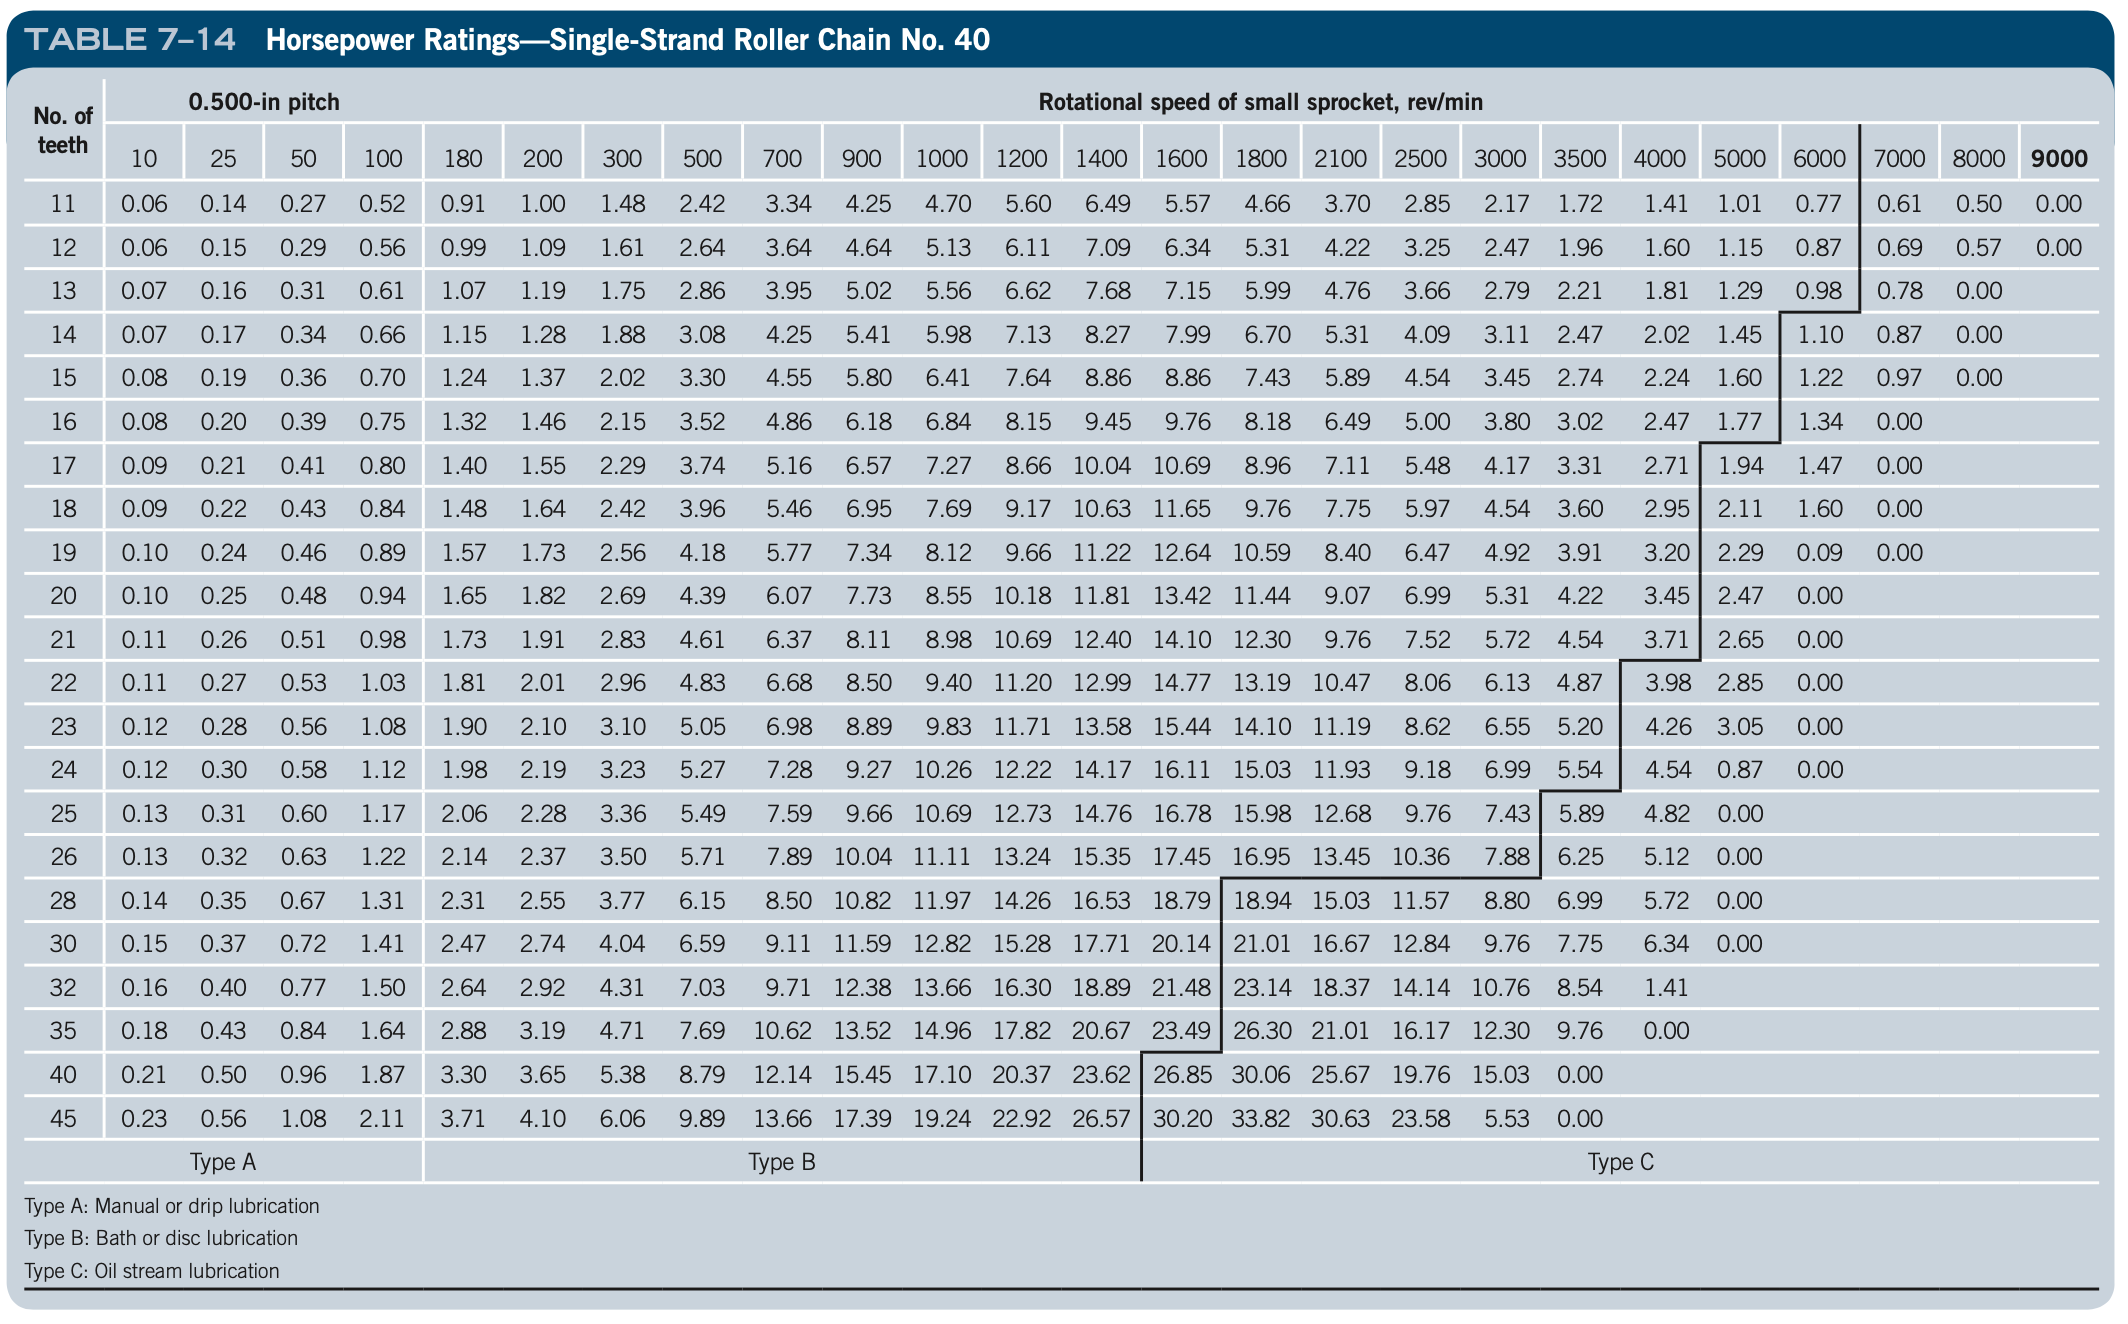 TABLE 7–14 Horsepower Ratings—Single-Strand Roller Chain No. 40
No. of teeth 0.500-in pitch Rotational speed of small sprocket, rev/min
10 25 50 100 180 200 300 500 700 900 1000 1200 1400 1600 1800 2100 2500 3000 3500 4000 5000 6000 7000 8000 9000
11 0.06 0.14 0.27 0.52 0.91 1.00 1.48 2.42 3.34 4.25 4.70 5.60 6.49 5.57 4.66 3.70 2.85 2.17 1.72 1.41 1.01 0.77 0.61 0.50 0.00
12 0.06 0.15 0.29 0.56 0.99 1.09 1.61 2.64 3.64 4.64 5.13 6.11 7.09 6.34 5.31 4.22 3.25 2.47 1.96 1.60 1.15 0.87 0.69 0.57 0.00
13 0.07 0.16 0.31 0.61 1.07 1.19 1.75 2.86 3.95 5.02 5.56 6.62 7.68 7.15 5.99 4.76 3.66 2.79 2.21 1.81 1.29 0.98 0.78 0.00
14 0.07 0.17 0.34 0.66 1.15 1.28 1.88 3.08 4.25 5.41 5.98 7.13 8.27 7.99 6.70 5.31 4.09 3.11 2.47 2.02 1.45 1.10 0.87 0.00
15 0.08 0.19 0.36 0.70 1.24 1.37 2.02 3.30 4.55 5.80 6.41 7.64 8.86 8.86 7.43 5.89 4.54 3.45 2.74 2.24 1.60 1.22 0.97 0.00
16 0.08 0.20 0.39 0.75 1.32 1.46 2.15 3.52 4.86 6.18 6.84 8.15 9.45 9.76 8.18 6.49 5.00 3.80 3.02 2.47 1.77 1.34 0.00
17 0.09 0.21 0.41 0.80 1.40 1.55 2.29 3.74 5.16 6.57 7.27 8.66 10.04 10.69 8.96 7.11 5.48 4.17 3.31 2.71 1.94 1.47 0.00
18 0.09 0.22 0.43 0.84 1.48 1.64 2.42 3.96 5.46 6.95 7.69 9.17 10.63 11.65 9.76 7.75 5.97 4.54 3.60 2.95 2.11 1.60 0.00
19 0.10 0.24 0.46 0.89 1.57 1.73 2.56 4.18 5.77 7.34 8.12 9.66 11.22 12.64 10.59 8.40 6.47 4.92 3.91 3.20 2.29 0.09 0.00
20 0.10 0.25 0.48 0.94 1.65 1.82 2.69 4.39 6.07 7.73 8.55 10.18 11.81 13.42 11.44 9.07 6.99 5.31 4.22 3.45 2.47 0.00
21 0.11 0.26 0.51 0.98 1.73 1.91 2.83 4.61 6.37 8.11 8.98 10.69 12.40 14.10 12.30 9.76 7.52 5.72 4.54 3.71 2.65 0.00
22 0.11 0.27 0.53 1.03 1.81 2.01 2.96 4.83 6.68 8.50 9.40 11.20 12.99 14.77 13.19 10.47 8.06 6.13 4.87 3.98 2.85 0.00
23 0.12 0.28 0.56 1.08 1.90 2.10 3.10 5.05 6.98 8.89 9.83 11.71 13.58 15.44 14.10 11.19 8.62 6.55 5.20 4.26 3.05 0.00
24 0.12 0.30 0.58 1.12 1.98 2.19 3.23 5.27 7.28 9.27 10.26 12.22 14.17 16.11 15.03 11.93 9.18 6.99 5.54 4.54 0.87 0.00
25 0.13 0.31 0.60 1.17 2.06 2.28 3.36 5.49 7.59 9.66 10.69 12.73 14.76 16.78 15.98 12.68 9.76 7.43 5.89 4.82 0.00
26 0.13 0.32 0.63 1.22 2.14 2.37 3.50 5.71 7.89 10.04 11.11 13.24 15.35 17.45 16.95 13.45 10.36 7.88 6.25 5.12 0.00
28 0.14 0.35 0.67 1.31 2.31 2.55 3.77 6.15 8.50 10.82 11.97 14.26 16.53 18.79 18.94 15.03 11.57 8.80 6.99 5.72 0.00
30 0.15 0.37 0.72 1.41 2.47 2.74 4.04 6.59 9.11 11.59 12.82 15.28 17.71 20.14 21.01 16.67 12.84 9.76 7.75 6.34 0.00
32 0.16 0.40 0.77 1.50 2.64 2.92 4.31 7.03 9.71 12.38 13.66 16.30 18.89 21.48 23.14 18.37 14.14 10.76 8.54 1.41
35 0.18 0.43 0.84 1.64 2.88 3.19 4.71 7.69 10.62 13.52 14.96 17.82 20.67 23.49 26.30 21.01 16.17 12.30 9.76 0.00
40 0.21 0.50 0.96 1.87 3.30 3.65 5.38 8.79 12.14 15.45 17.10 20.37 23.62 26.85 30.06 25.67 19.76 15.03 0.00
45 0.23 0.56 1.08 2.11 3.71 4.10 6.06 9.89 13.66 17.39 19.24 22.92 26.57 30.20 33.82 30.63 23.58 5.53 0.00
Type A Type B Type C
Type A: Manual or drip lubrication
Type B: Bath or disc lubrication
Type C: Oil stream lubrication